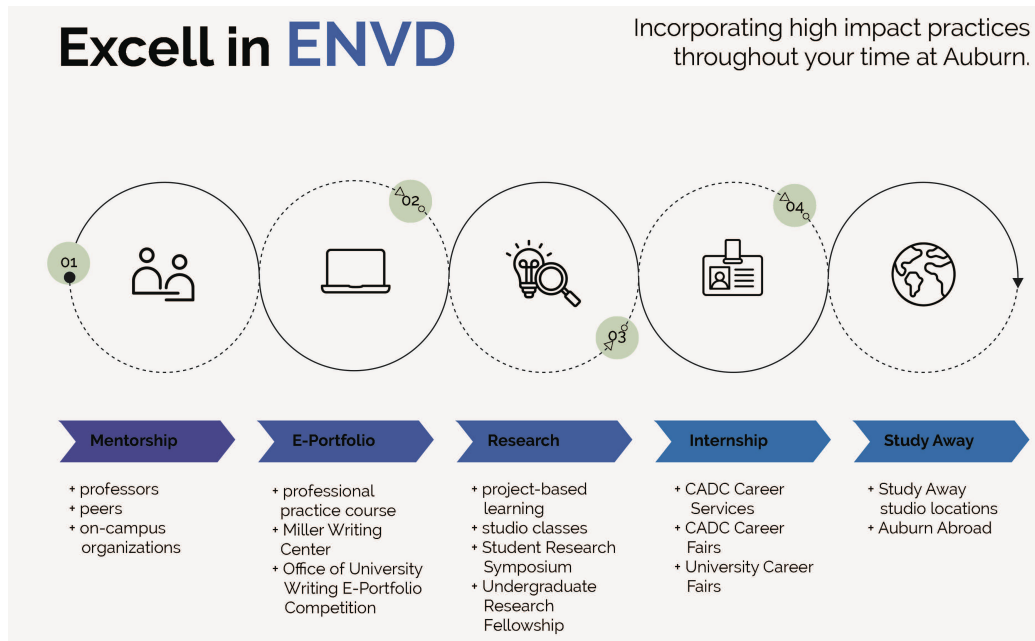 Excell in ENVD
Incorporating high impact practices
throughout your time at Auburn.
01
02
03
04
Mentorship
+ professors
+ peers
+ on-campus
organizations
E-Portfolio
+ professional
practice course
+ Miller Writing
Center
+ Office of University
Writing E-Portfolio
Competition
Research
+ project-based
learning
+ studio classes
+ Student Research
Symposium
+ Undergraduate
Research
Fellowship
Internship
+ CADC Career
Services
+ CADC Career
Fairs
+ University Career
Fairs
Study Away
+ Study Away
studio locations
+ Auburn Abroad